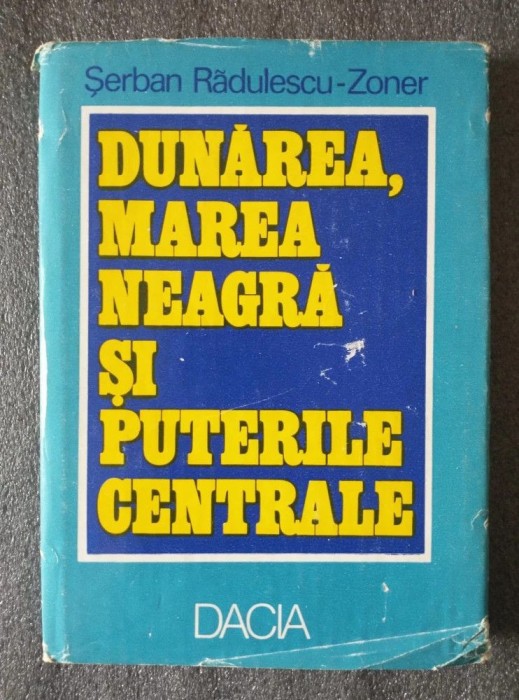 Şerban Rădulescu-Zoner
DUNĂREA,
MAREA
NEAGRĂ
ŞI
PUTERILE
CENTRALE
DACIA